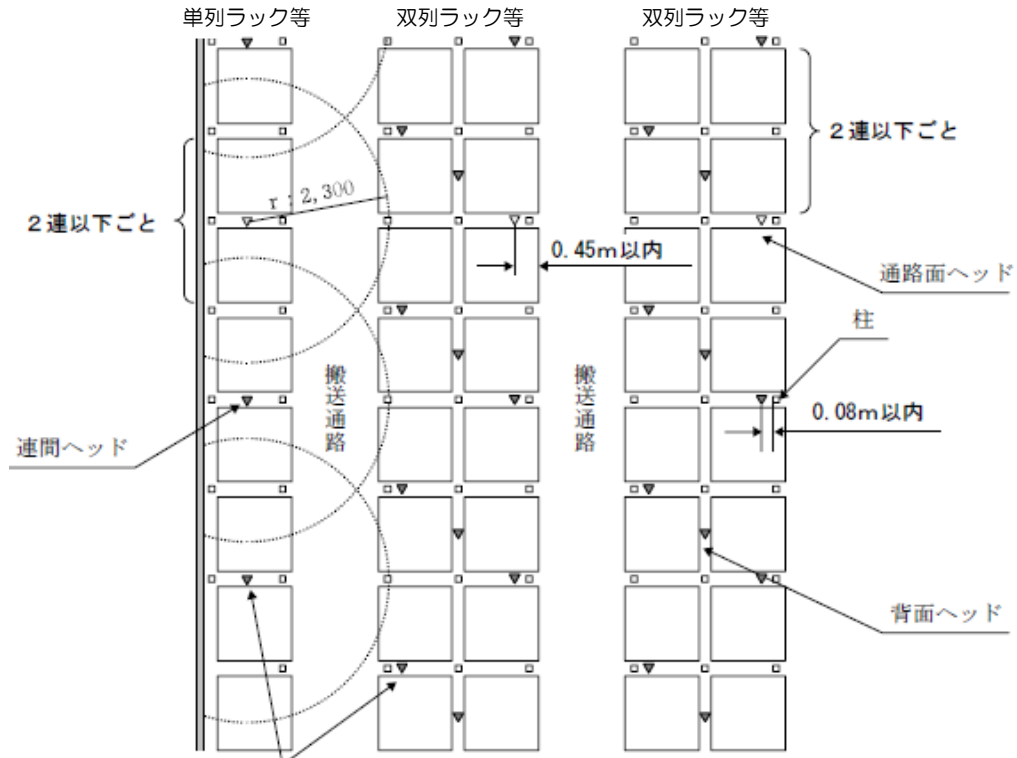 単列ラック等
双列ラック等
双列ラック等
2連以下ごと
2連以下ごと
r：2,300
0.45m以内
通路面ヘッド
柱
搬送通路
搬送通路
0.08m以内
連間ヘッド
背面ヘッド